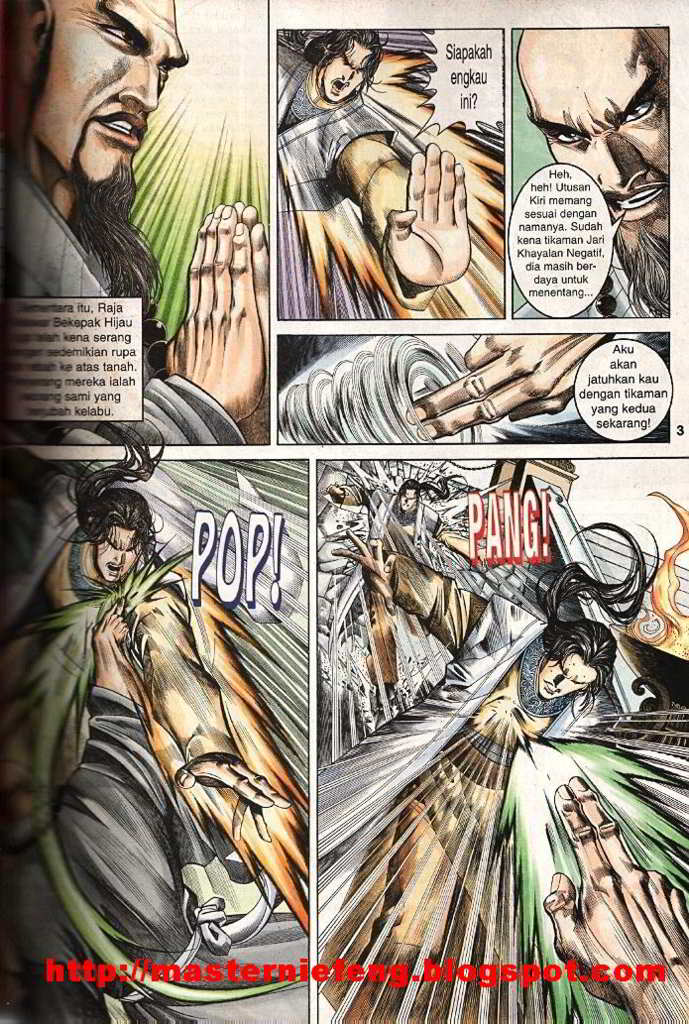 Siapakah
engkau
ini?
Heh,
heh! Utusan
Kiri memang
sesuai dengan
namanya. Sudah
kena tikaman Jari
Khayalan Negatif,
dia masih ber-
daya untuk
menentang...
itu, Raja
Bekepak Hijau
kena serang
sedemikian rupa
ke atas tanah.
mereka ialah
sami yang
kelabu.
Aku
akan
jatuhkan kau
dengan tikaman
yang kedua
sekarang!
3
POP!
PANG!
http://masterniefeng.blogspot.com